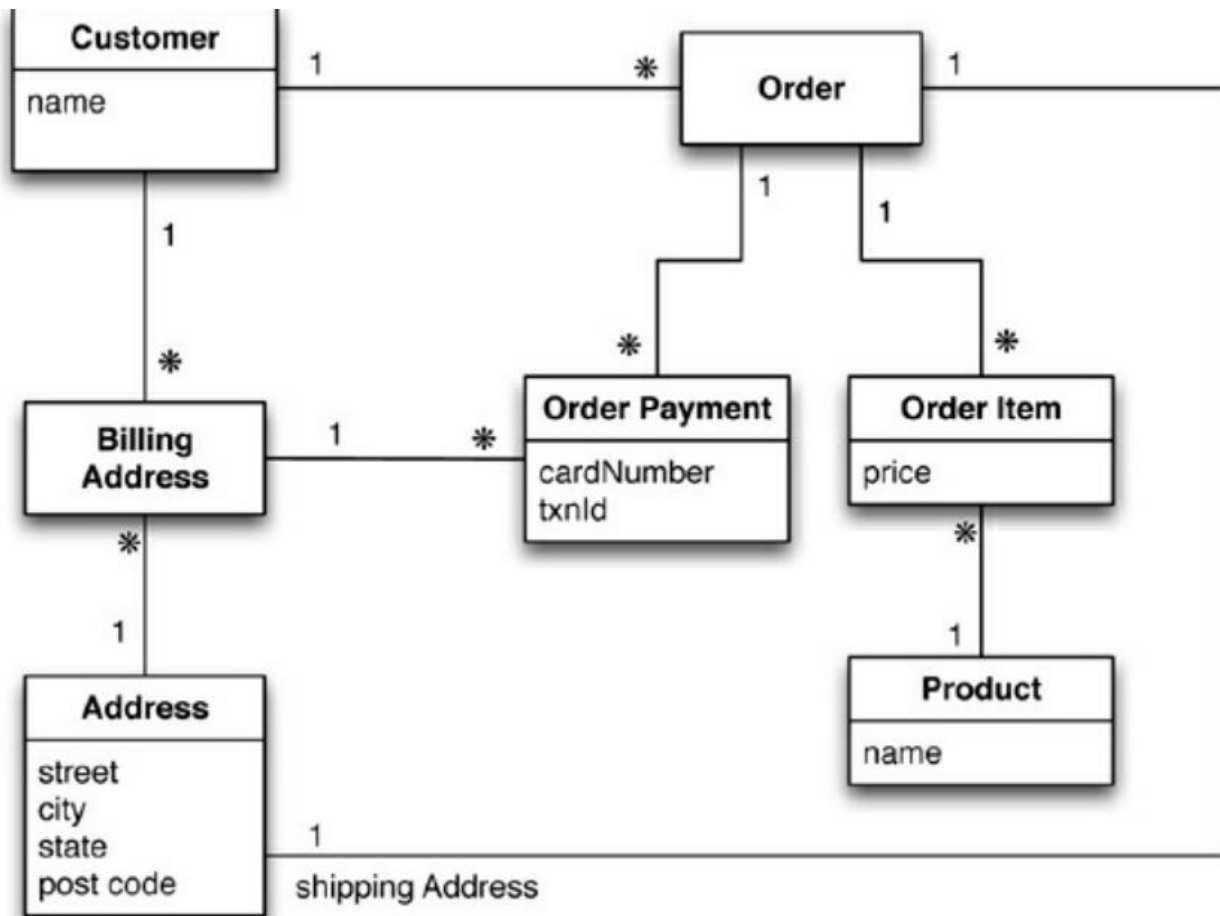 Customer
name
1
*
Order
1
1
*
1
*
1
*
Billing
Address
1
*
Order Payment
cardNumber
txnId
Order Item
price
*
1
*
1
Product
name
Address
street
city
state
post code
1
shipping Address